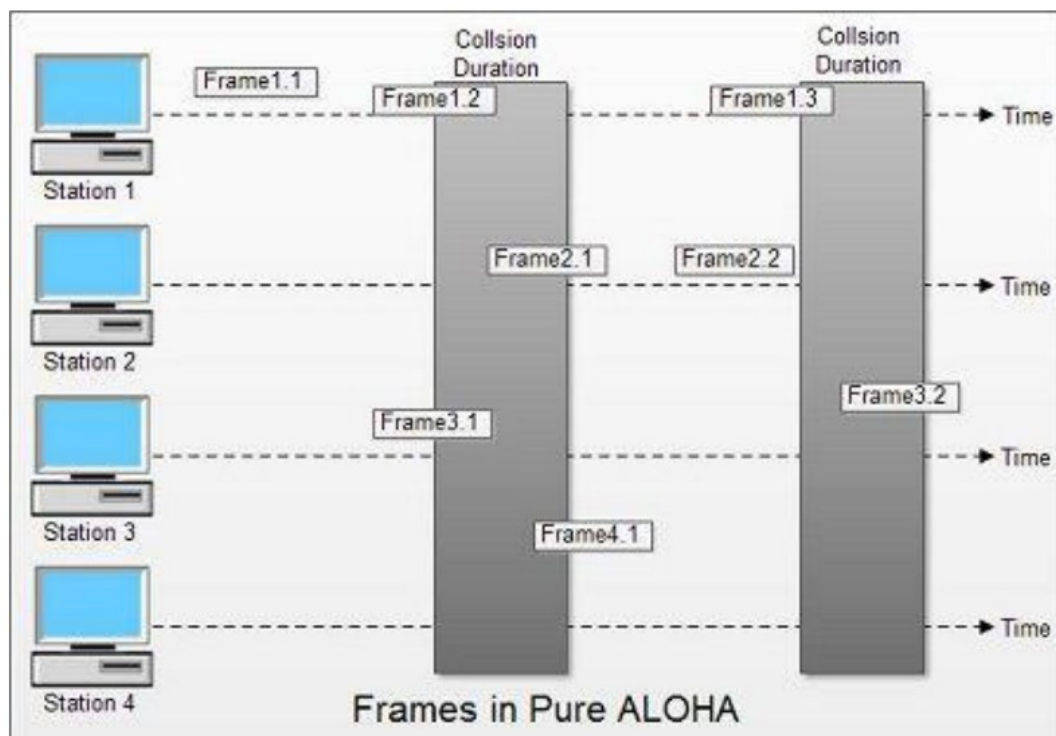 Collsion
Duration
Collsion
Duration
Frame1.1
Frame1.2
Frame1.3
Time
Station 1
Frame2.1
Frame2.2
Time
Station 2
Frame3.2
Frame3.1
Time
Station 3
Frame4.1
Time
Station 4
Frames in Pure ALOHA